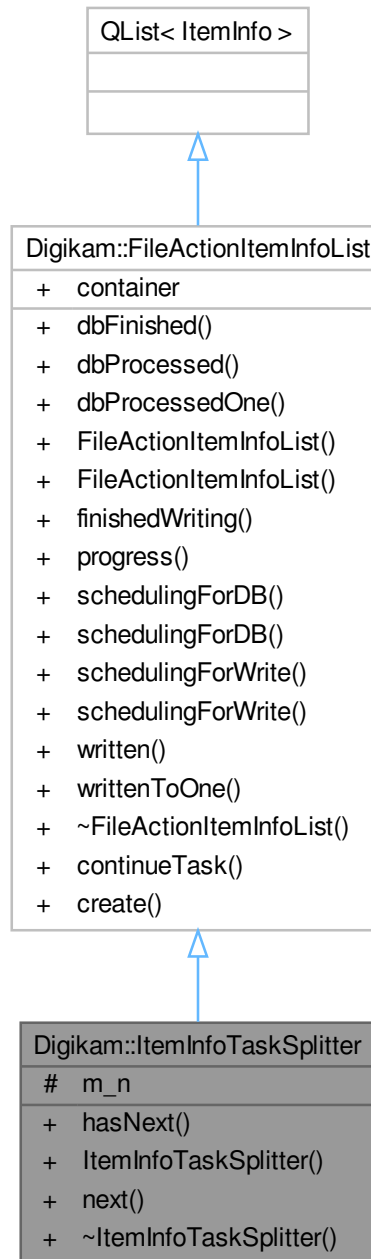 QList< ItemInfo >
Digikam::FileActionItemInfoList
+ container
+ dbFinished()
+ dbProcessed()
+ dbProcessedOne()
+ FileActionItemInfoList()
+ FileActionItemInfoList()
+ finishedWriting()
+ progress()
+ schedulingForDB()
+ schedulingForDB()
+ schedulingForWrite()
+ schedulingForWrite()
+ written()
+ writtenToOne()
+ ~FileActionItemInfoList()
+ continueTask()
+ create()
Digikam::ItemInfoTaskSplitter
# m_n
+ hasNext()
+ ItemInfoTaskSplitter()
+ next()
+ ~ItemInfoTaskSplitter()